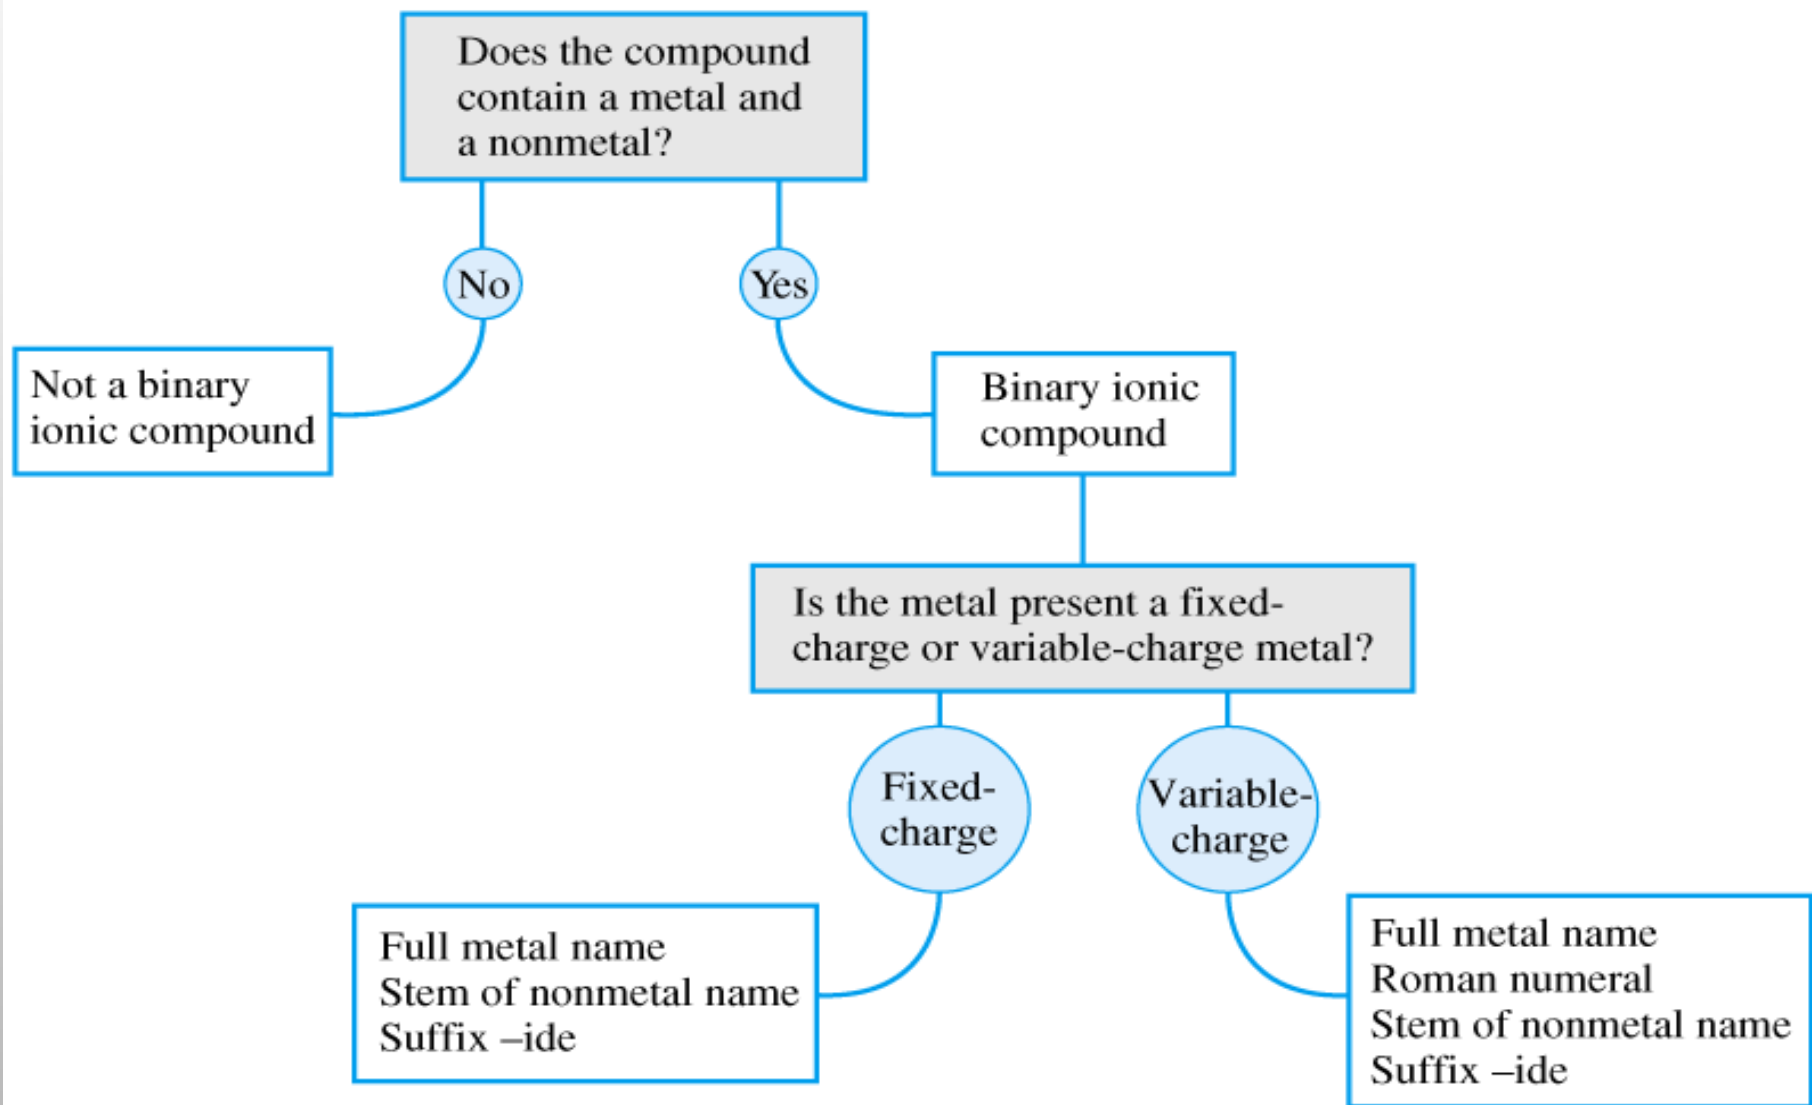 Does the compound
contain a metal and
a nonmetal?
No
Yes
Not a binary
ionic compound
Binary ionic
compound
Is the metal present a fixed-
charge or variable-charge metal?
Fixed-
charge
Variable-
charge
Full metal name
Stem of nonmetal name
Suffix –ide
Full metal name
Roman numeral
Stem of nonmetal name
Suffix –ide